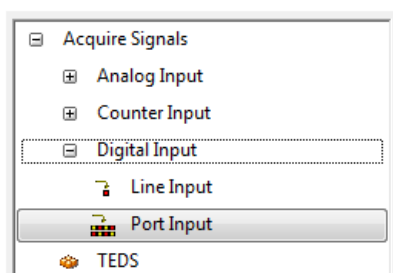 Acquire Signals
Analog Input
Counter Input
Digital Input
Line Input
Port Input
TEDS